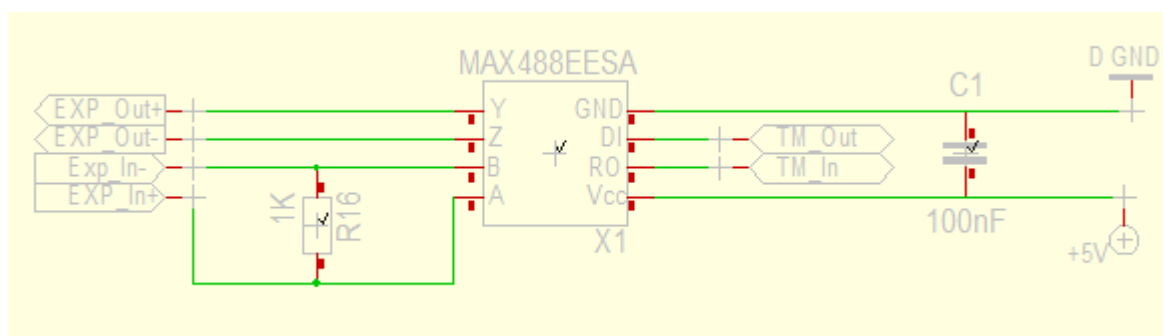 MAX488EESA
D GND
C1
EXP_Out+
Y
GND
EXP_Out-
Z
DI
TM_Out
Exp_In-
B
RO
TM_In
EXP_In+
A
Vcc
1K
R16
X1
100nF
+5V